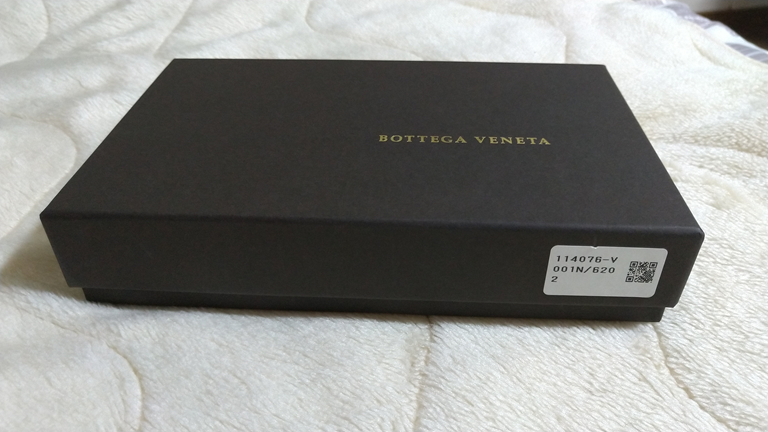 BOTTEGA VENETA
114076-V
001N/620
2